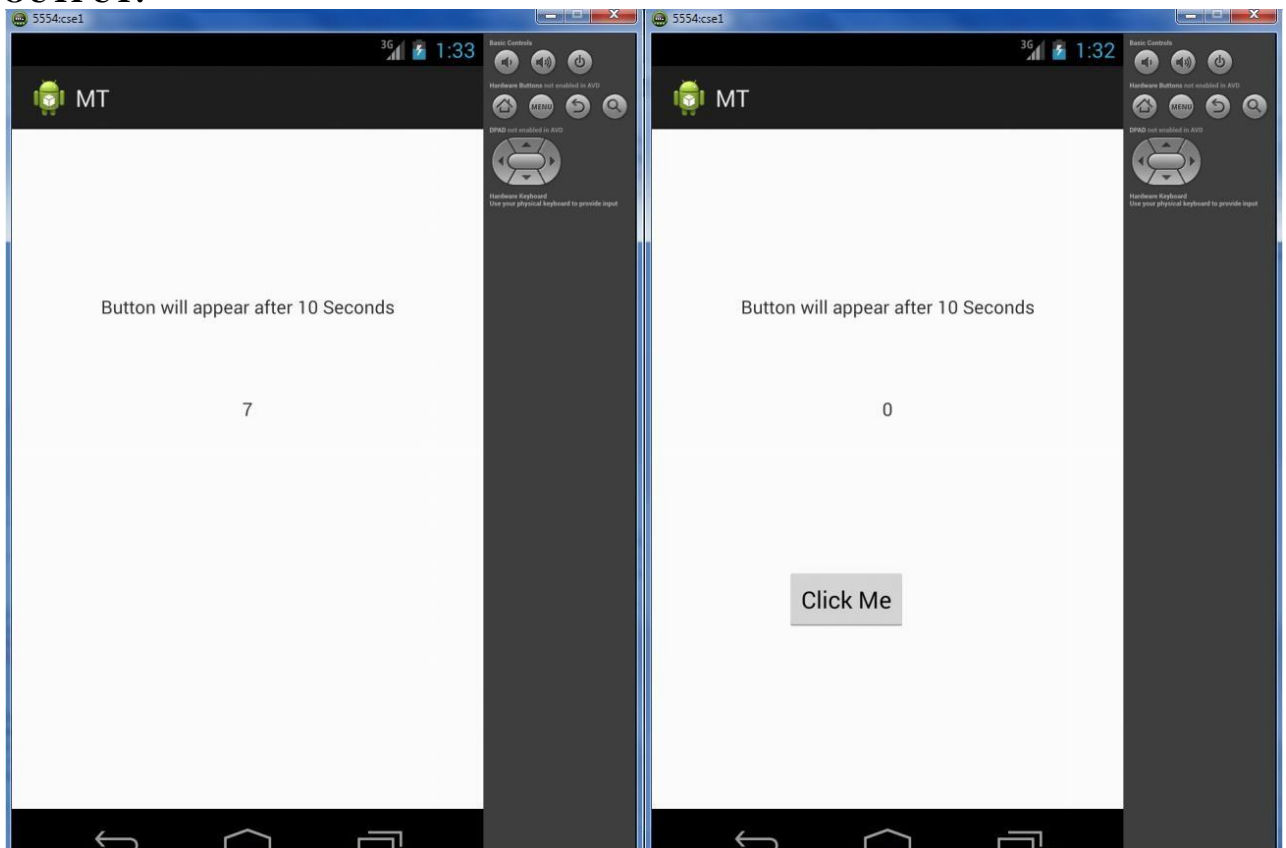 OUTPUT:
5554:cse1
3G 1:33
MT
Button will appear after 10 Seconds
7
Basic Controls
Hardware Buttons not enabled in AVD
MENU
DPAD not enabled in AVD
Hardware Keyboard
Use your physical keyboard to provide input
5554:cse1
3G 1:32
MT
Button will appear after 10 Seconds
0
Click Me
Basic Controls
Hardware Buttons not enabled in AVD
MENU
DPAD not enabled in AVD
Hardware Keyboard
Use your physical keyboard to provide input